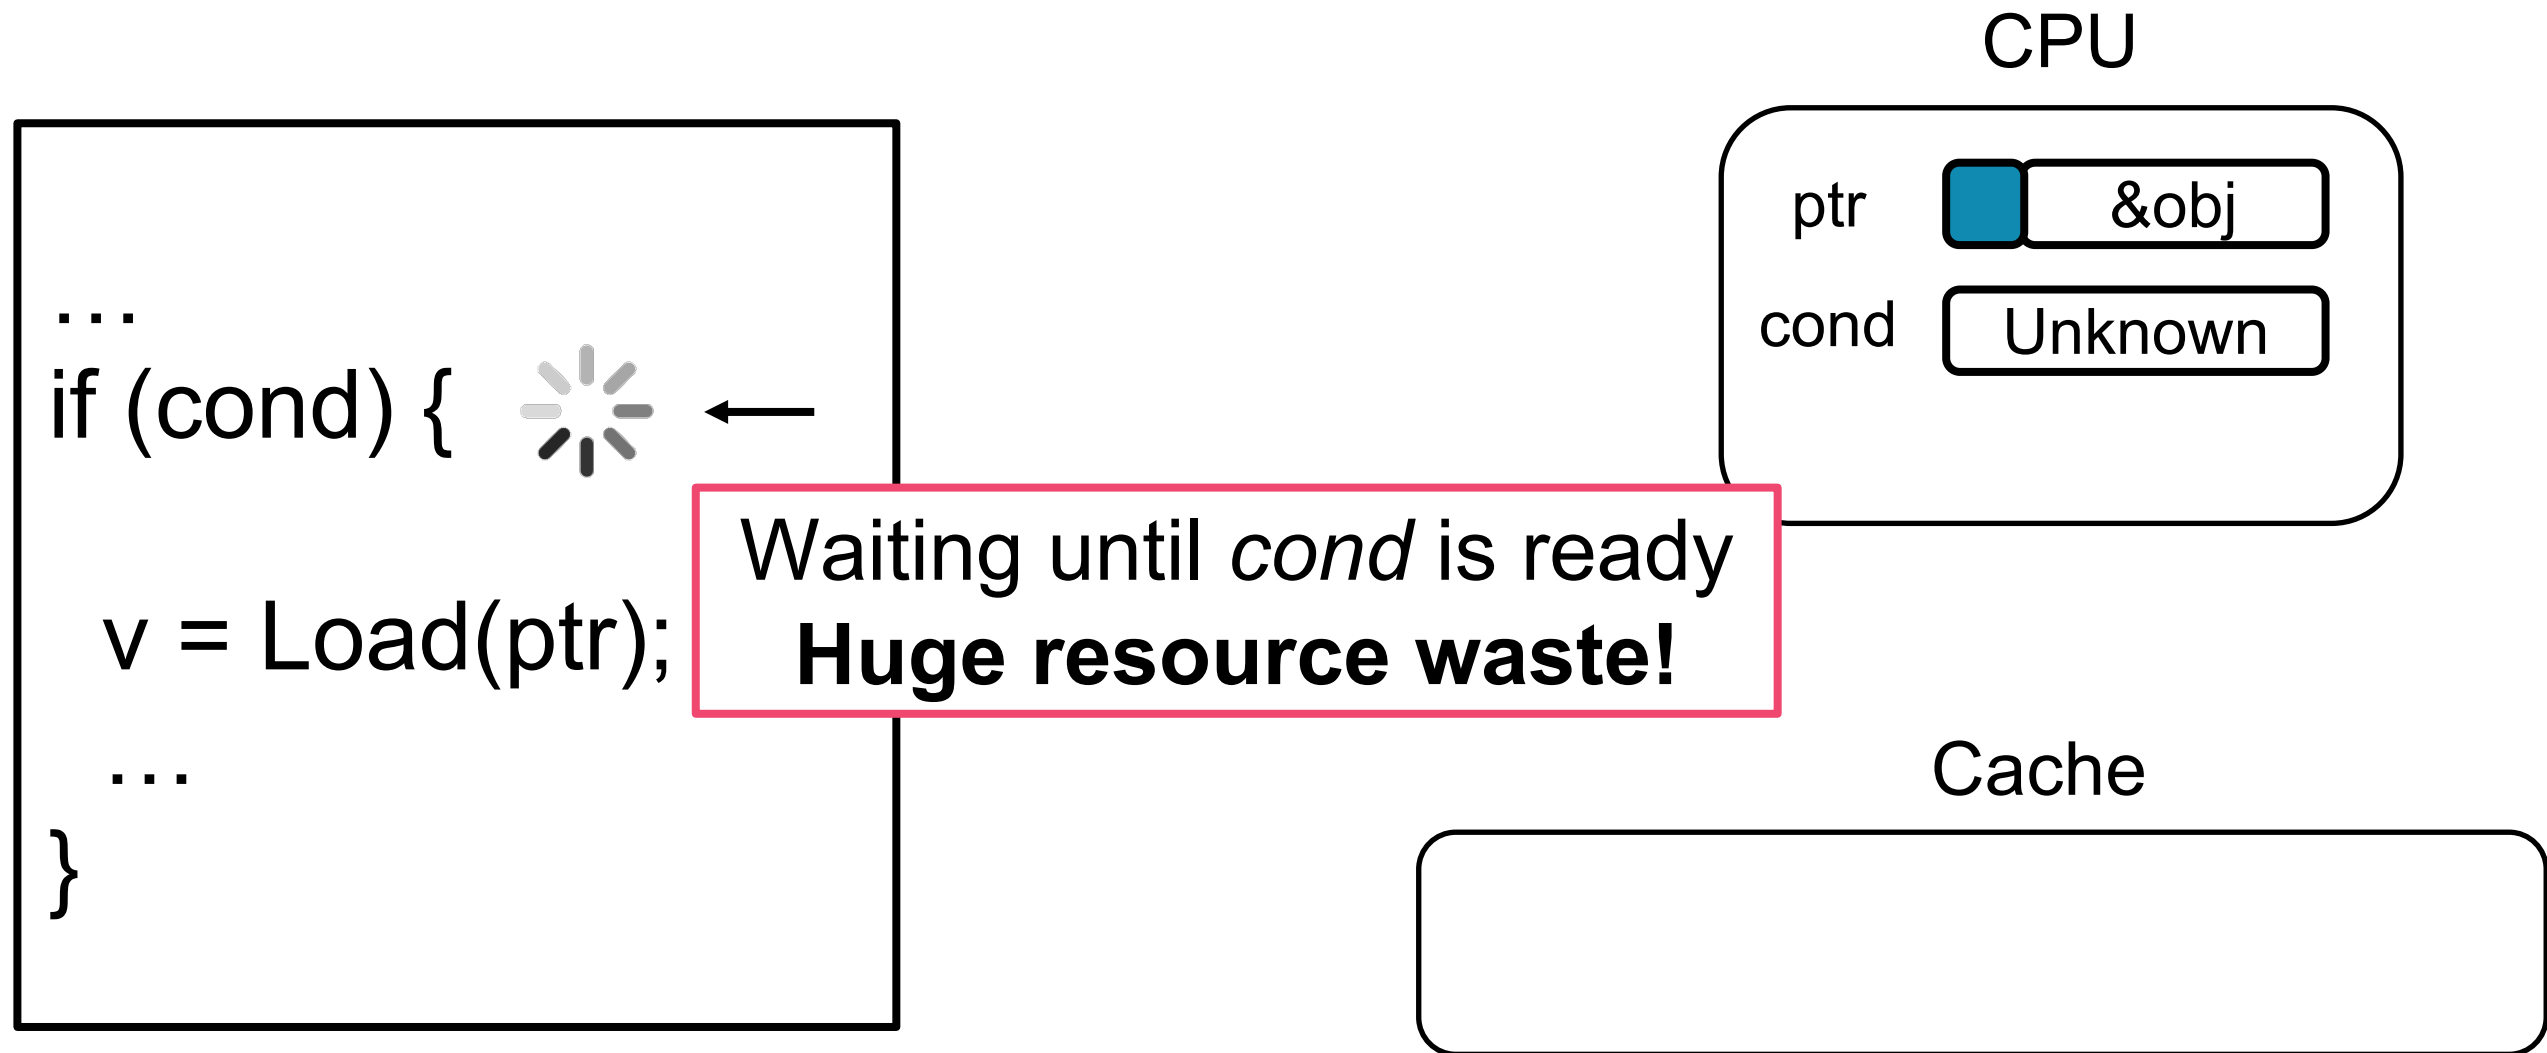 …
if (cond) {
v = Load(ptr);
…
}
Waiting until cond is ready
Huge resource waste!
CPU
ptr
&obj
cond
Unknown
Cache